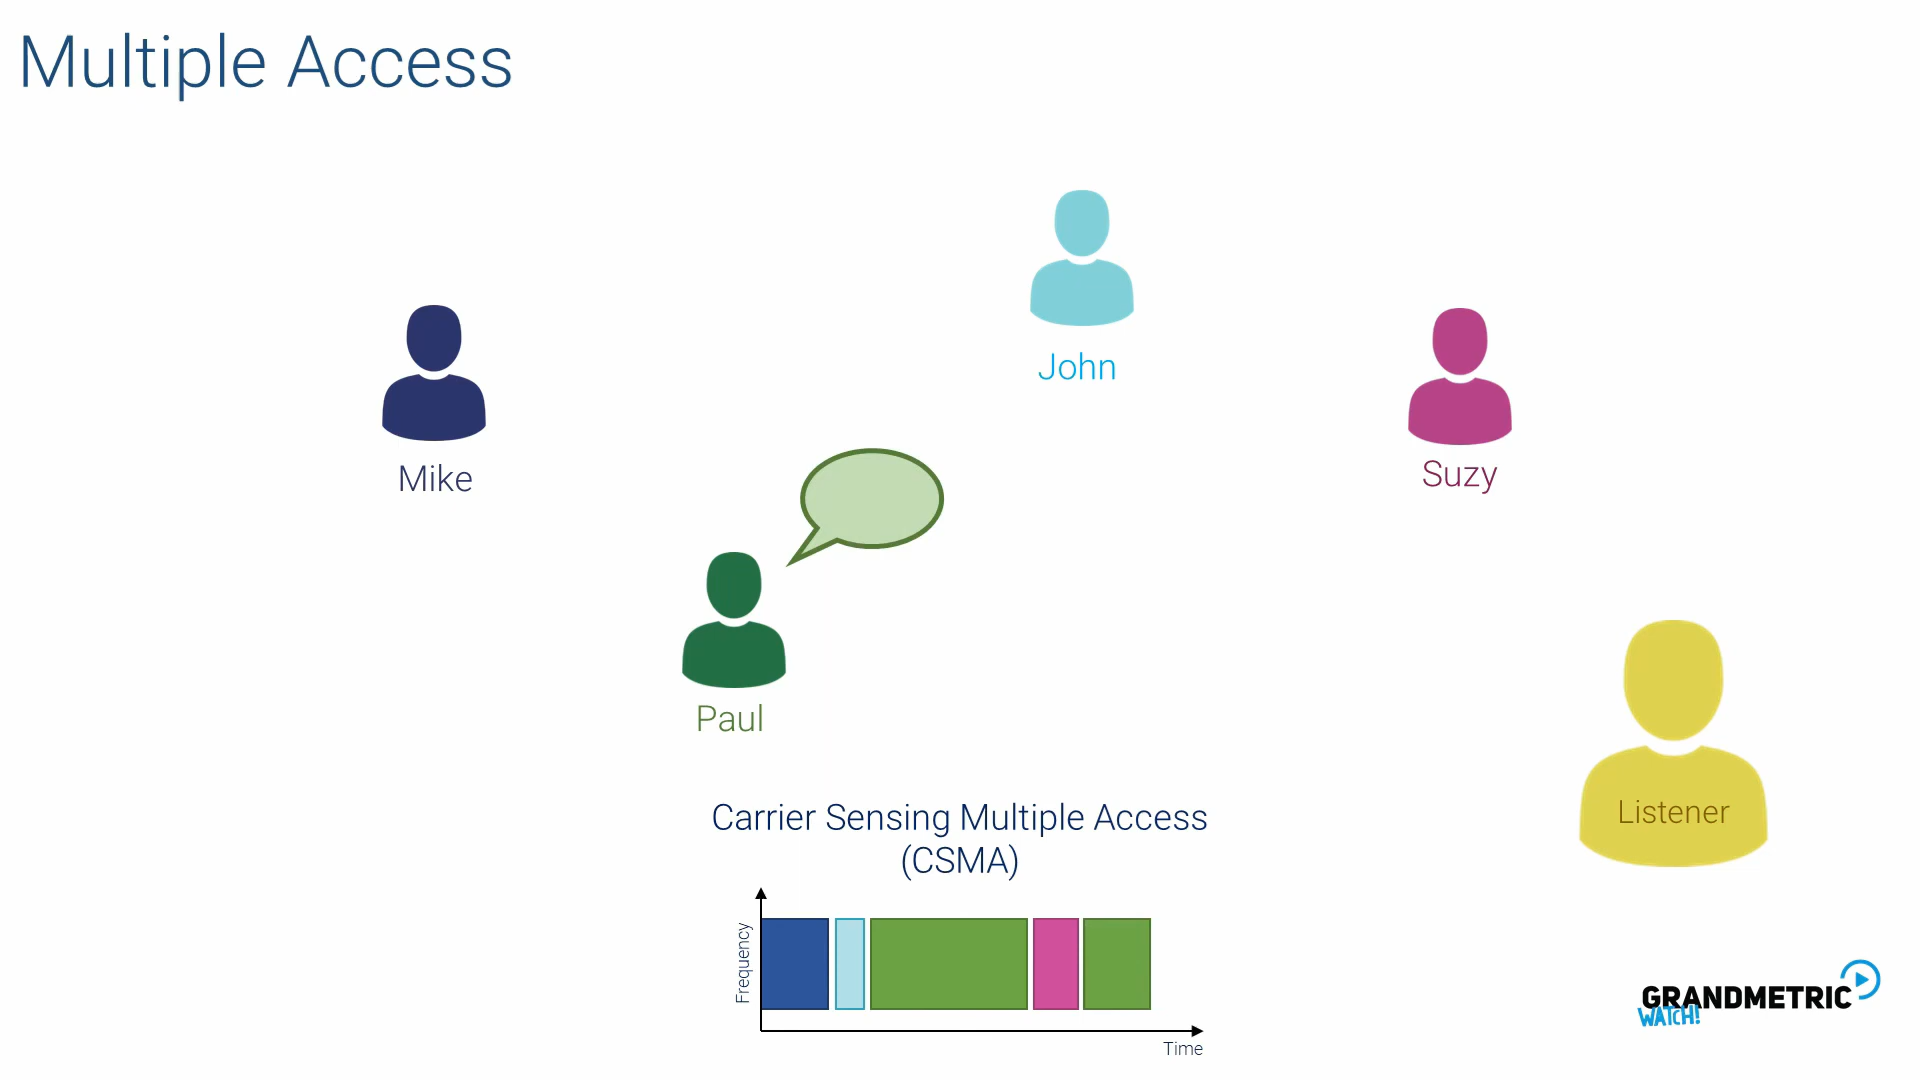 Multiple Access
John
Mike
Suzy
Paul
Listener
Carrier Sensing Multiple Access
(CSMA)
Frequency
Time
GRANDMETRIC
WATCH!